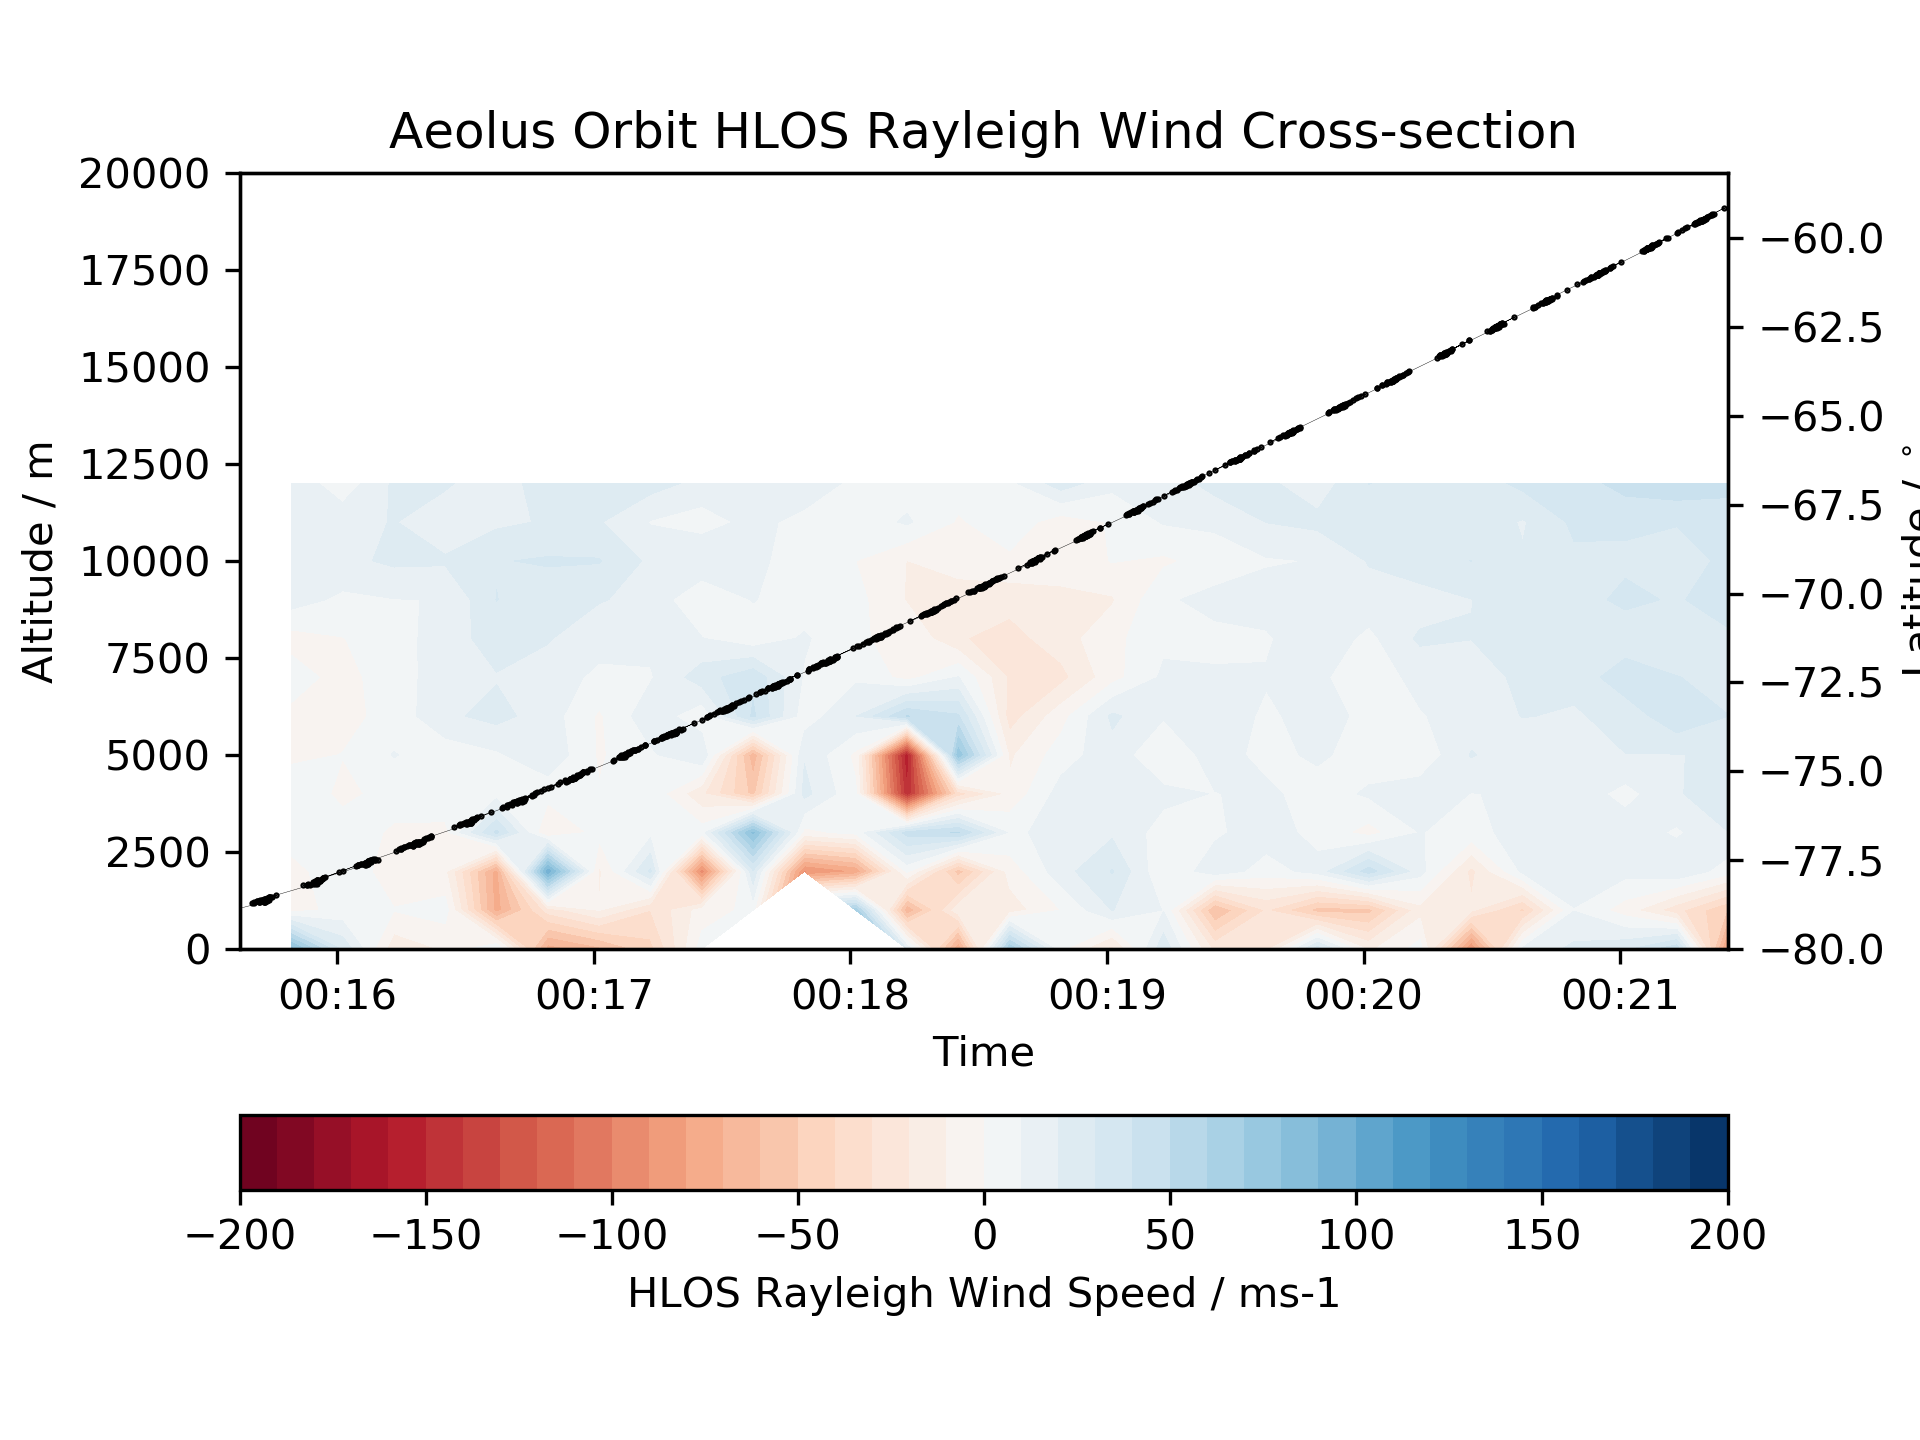 Aeolus Orbit HLOS Rayleigh Wind Cross-section
20000
17500
15000
12500
10000
7500
5000
2500
0
Altitude / m
−60.0
−62.5
−65.0
−67.5
−70.0
−72.5
−75.0
−77.5
−80.0
Latitude / °
00:16 00:17 00:18 00:19 00:20 00:21
Time
−200 −150 −100 −50 0 50 100 150 200
HLOS Rayleigh Wind Speed / ms-1